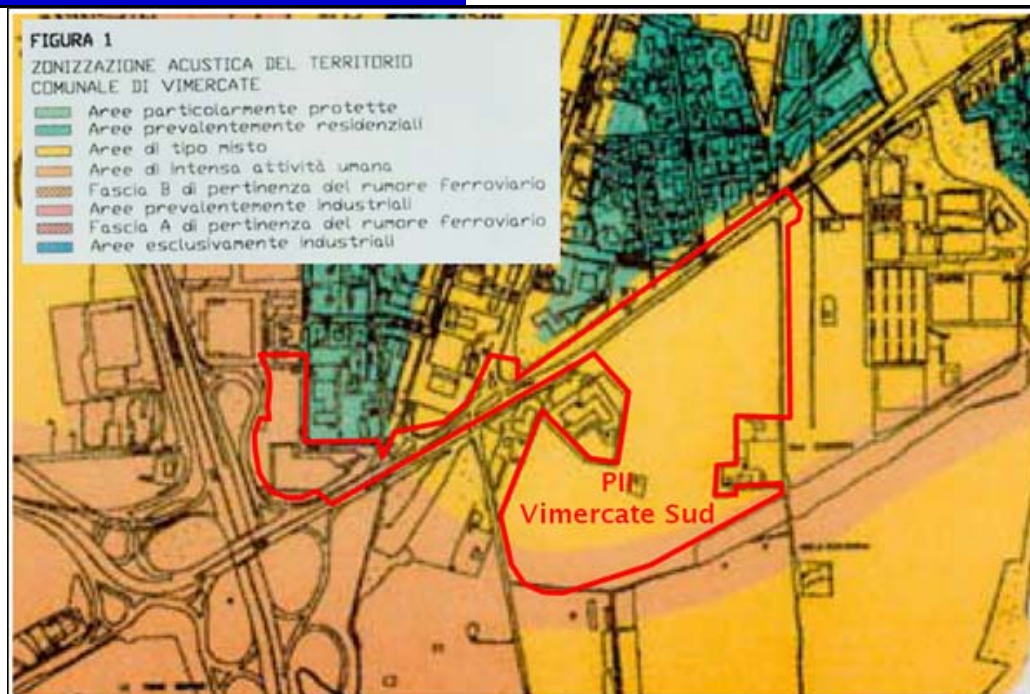 FIGURA 1
ZONIZZAZIONE ACUSTICA DEL TERRITORIO
COMUNALE DI VIMERCATE
Aree particolarmente protette
Aree prevalentemente residenziali
Aree di tipo misto
Aree di intensa attività umana
Fascia B di pertinenza del rumore ferroviario
Aree prevalentemente industriali
Fascia A di pertinenza del rumore ferroviario
Aree esclusivamente industriali
PII
Vimercate Sud